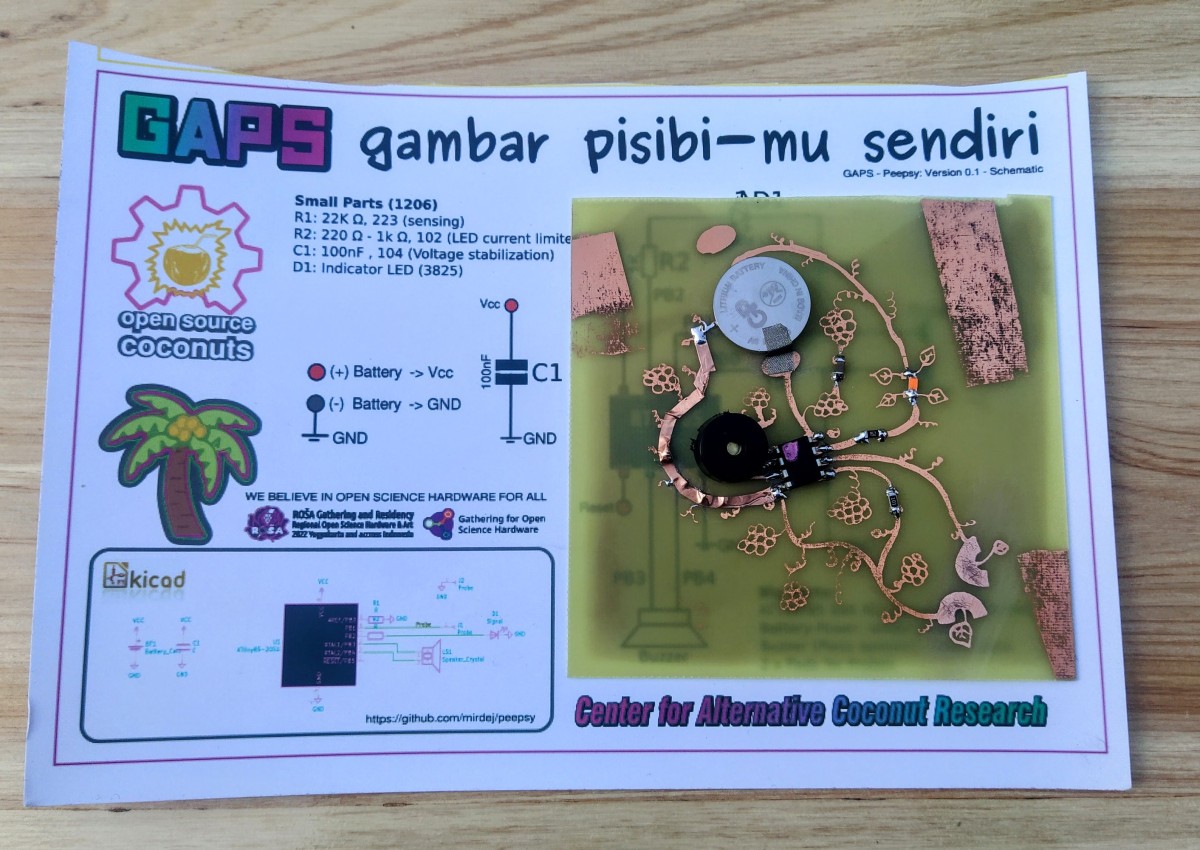 GAPS gambar pisibi-mu sendiri
GAPS - Peepsy: Version 0.1 - Schematic
Small Parts (1206)
R1: 22K Ω, 223 (sensing)
R2: 220 Ω - 1k Ω, 102 (LED current limite
C1: 100nF , 104 (Voltage stabilization)
D1: Indicator LED (3825)
open source
coconuts
Vcc
100nF
C1
(+) Battery -> Vcc
(-) Battery -> GND
GND
GND
R2
PB2
Reset
PB3 PB4
LITHIUM BATTERY
WE BELIEVE IN OPEN SCIENCE HARDWARE FOR ALL
ROSA
ROŠA Gathering and Residency
Regional Open Science Hardware & Art
2022 Yogyakarta and accross Indonesia
Gathering for Open
Science Hardware
kicad
VCC
VCC
VCC
BT1
Battery_Cell
C1
GND
GND
U1
ATtiny85-20SU
VCC
GND
GND
R1
GND
R2
Probe
J1
Probe
J2
Probe
GND
D1
Signal
GND
LS1
Speaker_Crystal
https://github.com/mirdej/peepsy
Center for Alternative Coconut Research